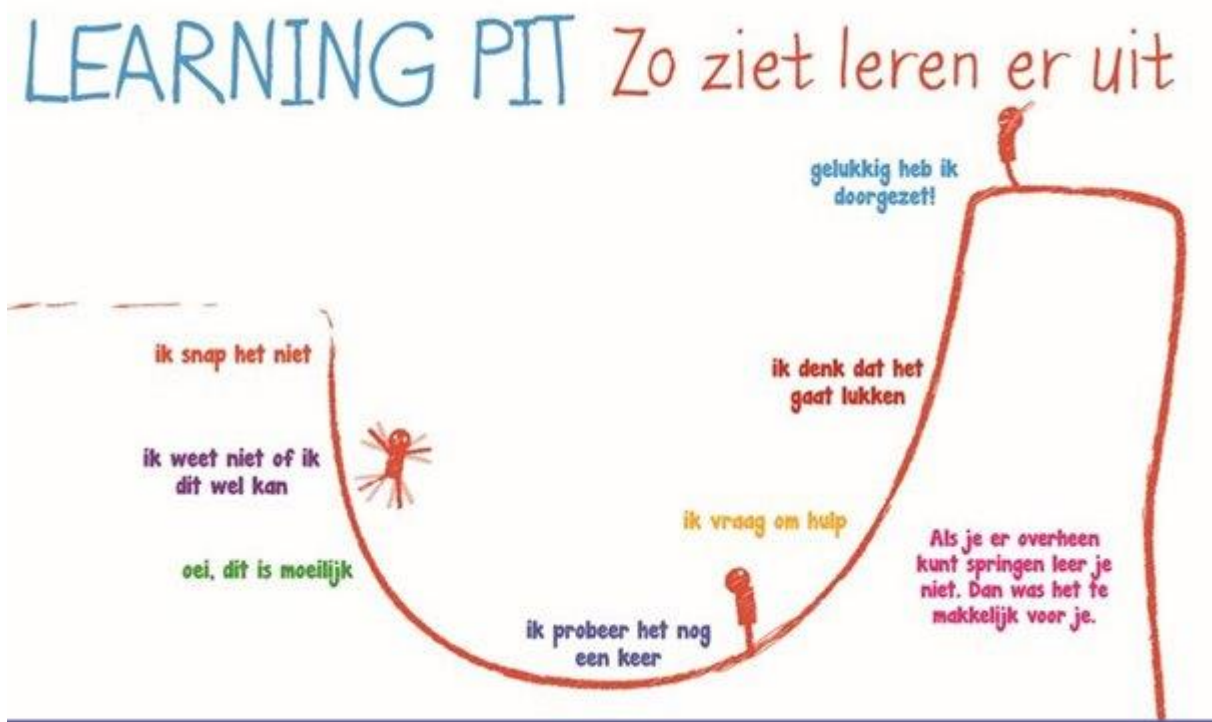 LEARNING PIT Zo ziet leren er uit
gelukkig heb ik
doorgezet!
ik snap het niet
ik denk dat het
gaat lukken
ik weet niet of ik
dit wel kan
ik vraag om hulp
oei, dit is moeilijk
Als je er overheen
kunt springen leer je
niet. Dan was het te
makkelijk voor je.
ik probeer het nog
een keer